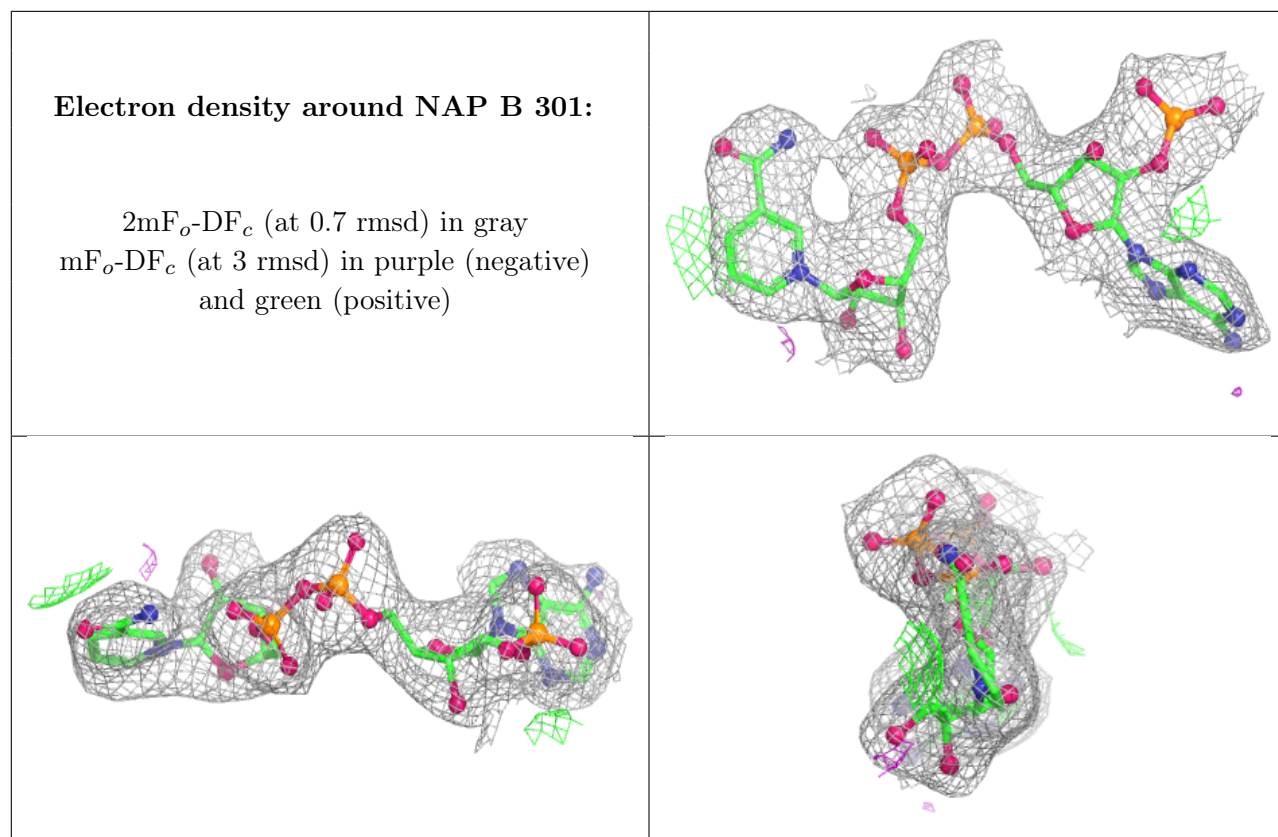 Electron density around NAP B 301:
2mFo-DFc (at 0.7 rmsd) in gray
mFo-DFc (at 3 rmsd) in purple (negative)
and green (positive)